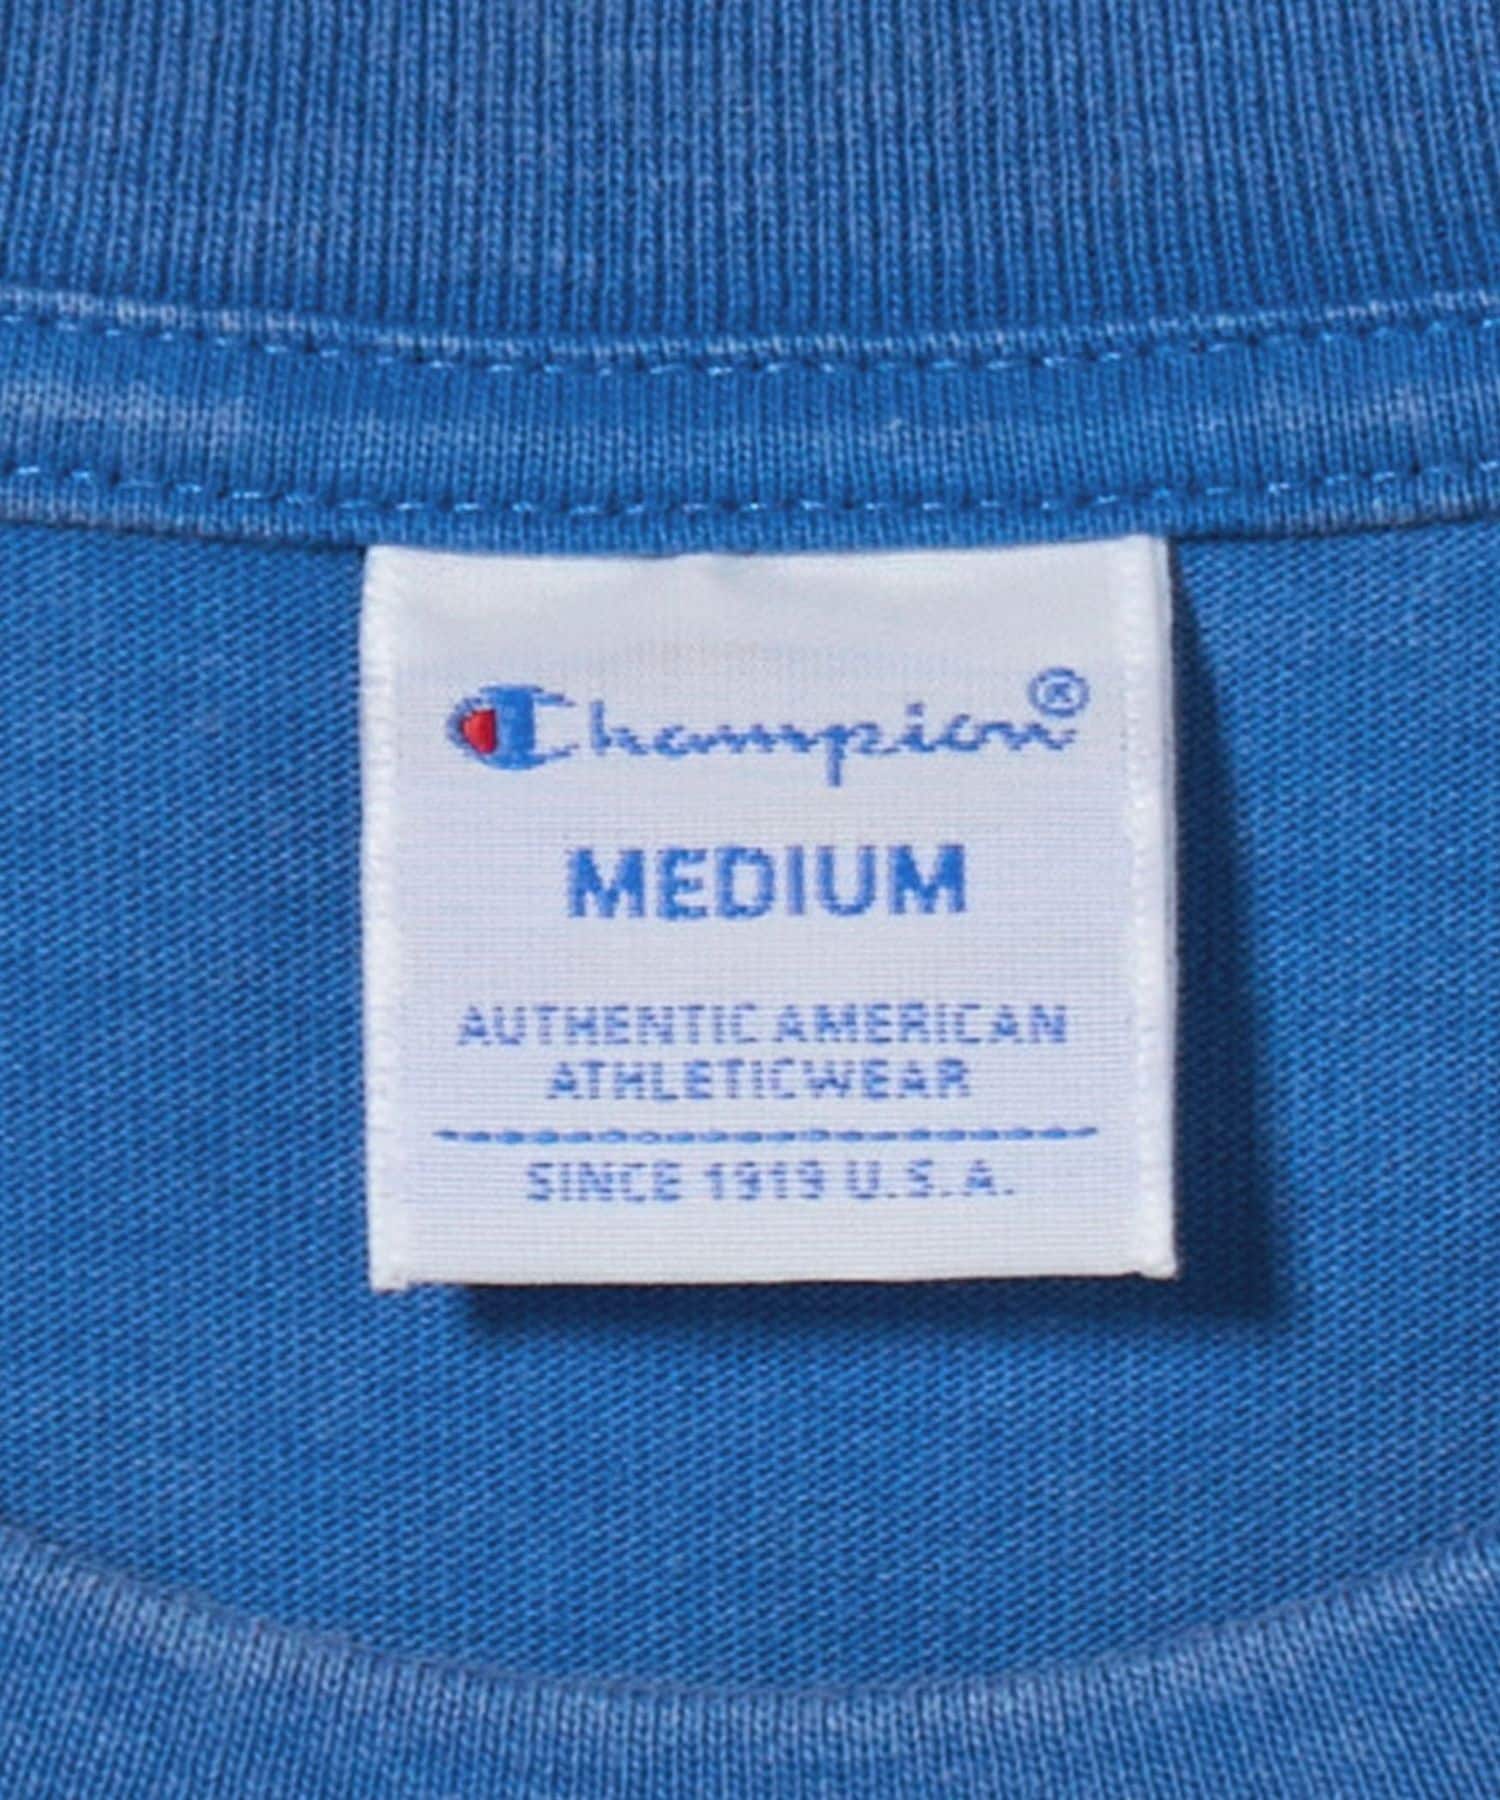 Champion®
MEDIUM
AUTHENTIC AMERICAN
ATHLETICWEAR
SINCE 1919 U.S.A.